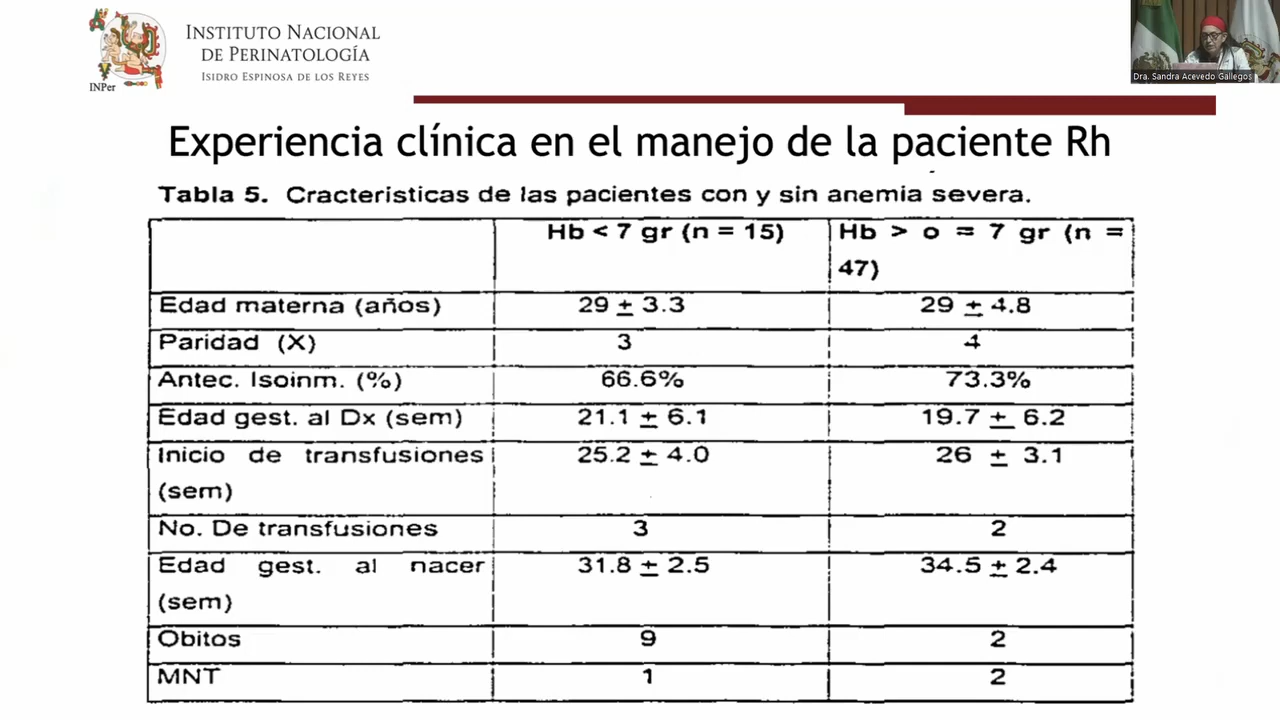 INSTITUTO NACIONAL
DE PERINATOLOGÍA
ISIDRO ESPINOSA DE LOS REYES
INPer
Dra. Sandra Acevedo Gallegos
Experiencia clínica en el manejo de la paciente Rh
Tabla 5. Cracteristicas de las pacientes con y sin anemia severa.
Hb < 7 gr (n = 15) Hb > o = 7 gr (n =
47)
Edad materna (años) 29 ± 3.3 29 ± 4.8
Paridad (X) 3 4
Antec. Isoinm. (%) 66.6% 73.3%
Edad gest. al Dx (sem) 21.1 ± 6.1 19.7 ± 6.2
Inicio de transfusiones 25.2 ± 4.0 26 ± 3.1
(sem)
No. De transfusiones 3 2
Edad gest. al nacer 31.8 ± 2.5 34.5 ± 2.4
(sem)
Obitos 9 2
MNT 1 2